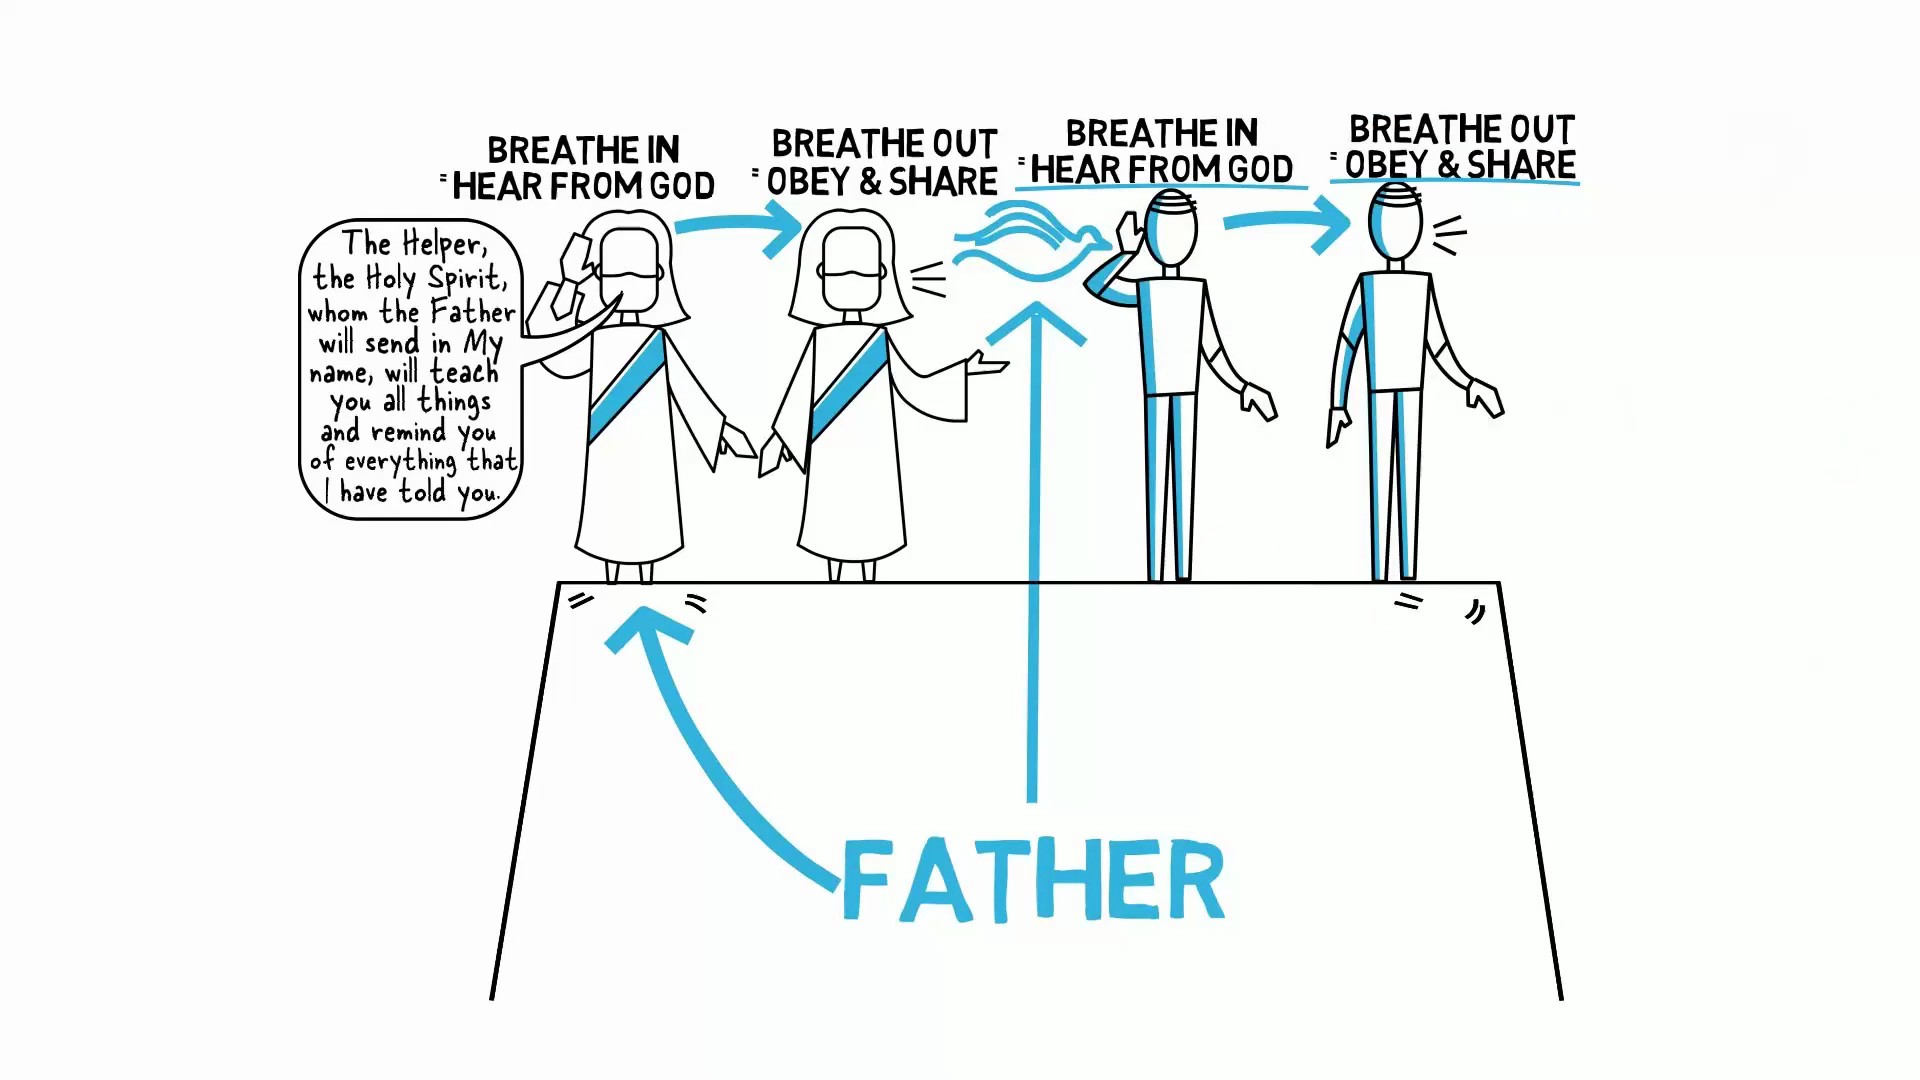 BREATHE IN
=HEAR FROM GOD
BREATHE OUT
=OBEY & SHARE
BREATHE IN
=HEAR FROM GOD
BREATHE OUT
=OBEY & SHARE
The Helper,
the Holy Spirit,
whom the Father
will send in My
name, will teach
you all things
and remind you
of everything that
I have told you.
FATHER